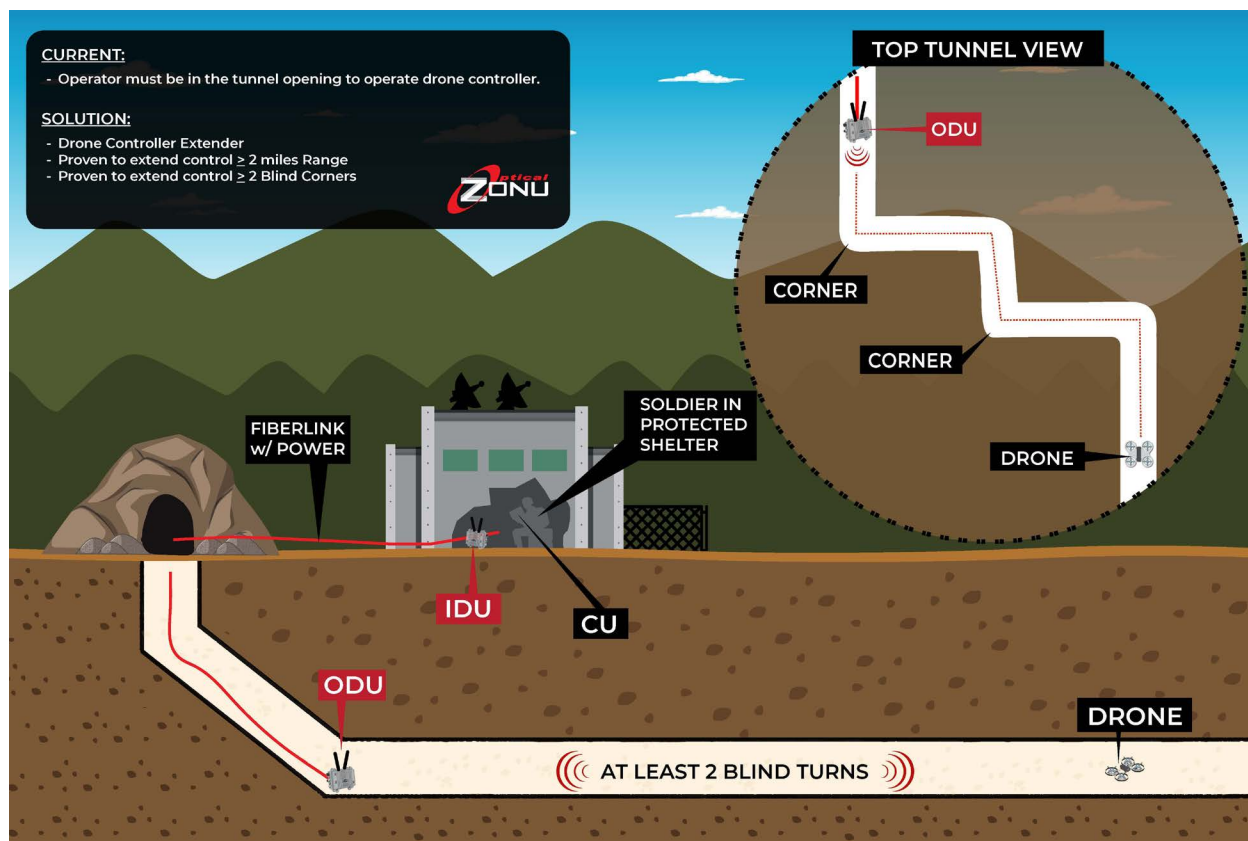 CURRENT:
- Operator must be in the tunnel opening to operate drone controller.
SOLUTION:
- Drone Controller Extender
- Proven to extend control ≥ 2 miles Range
- Proven to extend control ≥ 2 Blind Corners
Optical
ZONU
TOP TUNNEL VIEW
ODU
CORNER
CORNER
DRONE
FIBERLINK
w/ POWER
SOLDIER IN
PROTECTED
SHELTER
IDU
CU
ODU
DRONE
AT LEAST 2 BLIND TURNS